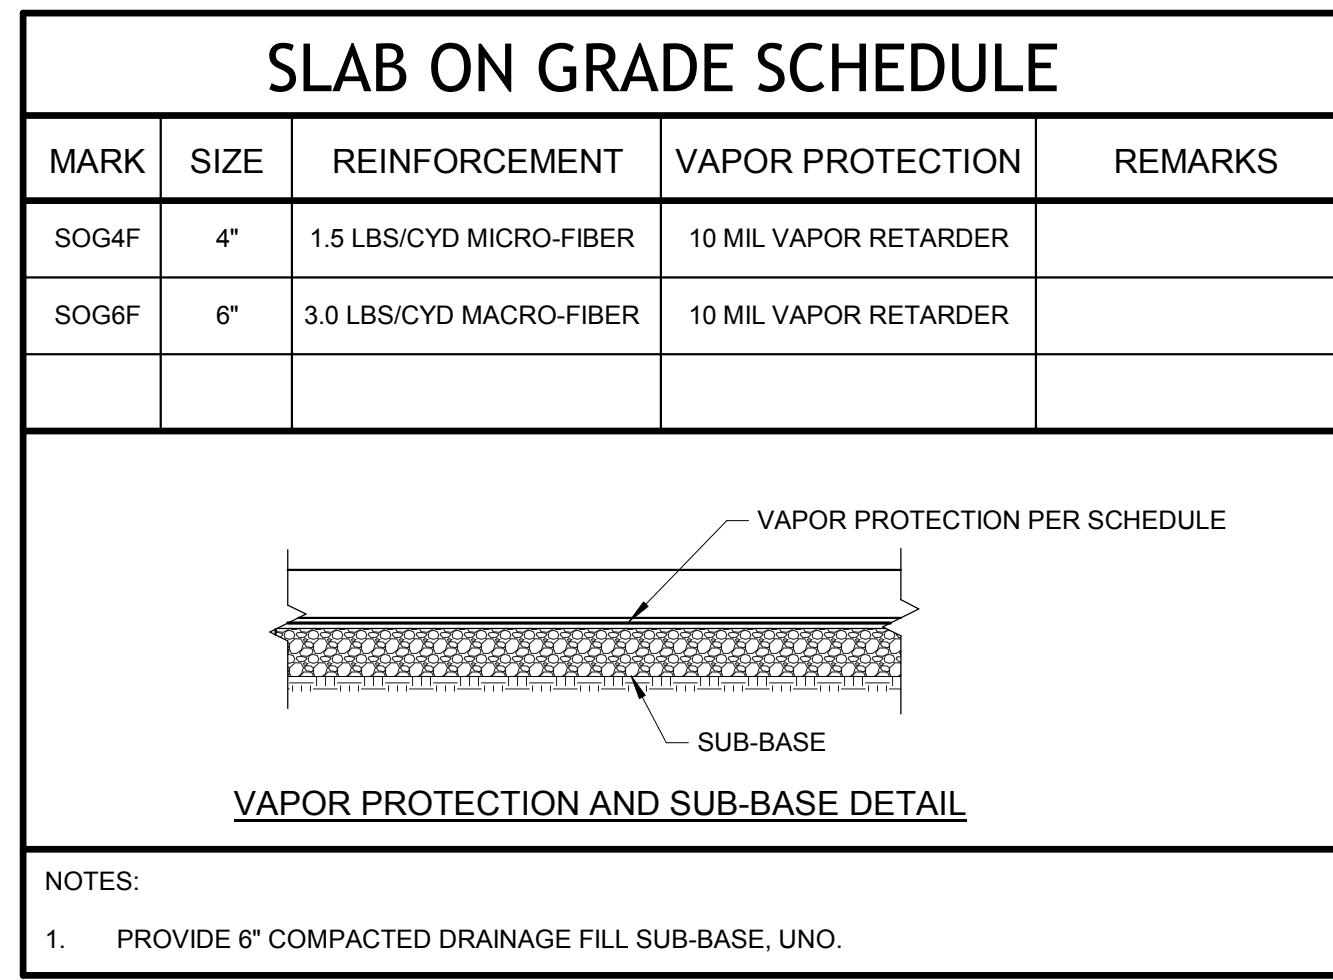 SLAB ON GRADE SCHEDULE
MARK SIZE REINFORCEMENT VAPOR PROTECTION REMARKS
SOG4F 4" 1.5 LBS/CYD MICRO-FIBER 10 MIL VAPOR RETARDER
SOG6F 6" 3.0 LBS/CYD MACRO-FIBER 10 MIL VAPOR RETARDER
VAPOR PROTECTION PER SCHEDULE
SUB-BASE
VAPOR PROTECTION AND SUB-BASE DETAIL
NOTES:
1. PROVIDE 6" COMPACTED DRAINAGE FILL SUB-BASE, UNO.